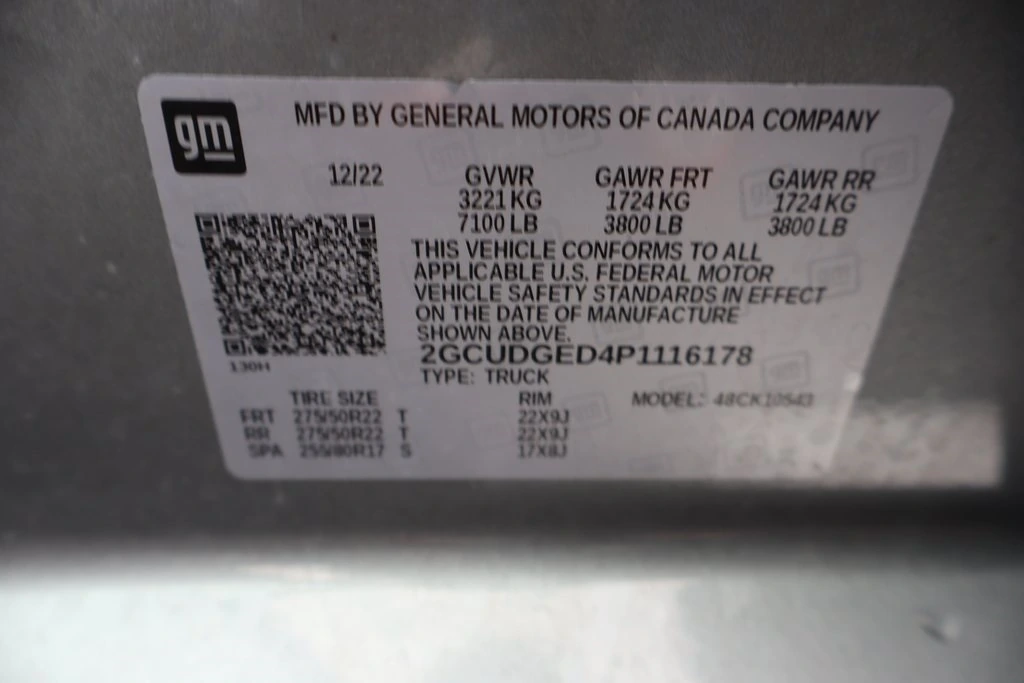 gm
MFD BY GENERAL MOTORS OF CANADA COMPANY
12/22 GVWR GAWR FRT GAWR RR
3221 KG 1724 KG 1724 KG
7100 LB 3800 LB 3800 LB
THIS VEHICLE CONFORMS TO ALL
APPLICABLE U.S. FEDERAL MOTOR
VEHICLE SAFETY STANDARDS IN EFFECT
ON THE DATE OF MANUFACTURE
SHOWN ABOVE.
2GCUDGED4P1116178
130H
TYPE: TRUCK
TIRE SIZE RIM MODEL: 48CK10543
FRT 275/50R22 T 22X9J
RR 275/50R22 T 22X9J
SPA 255/80R17 S 17X8J